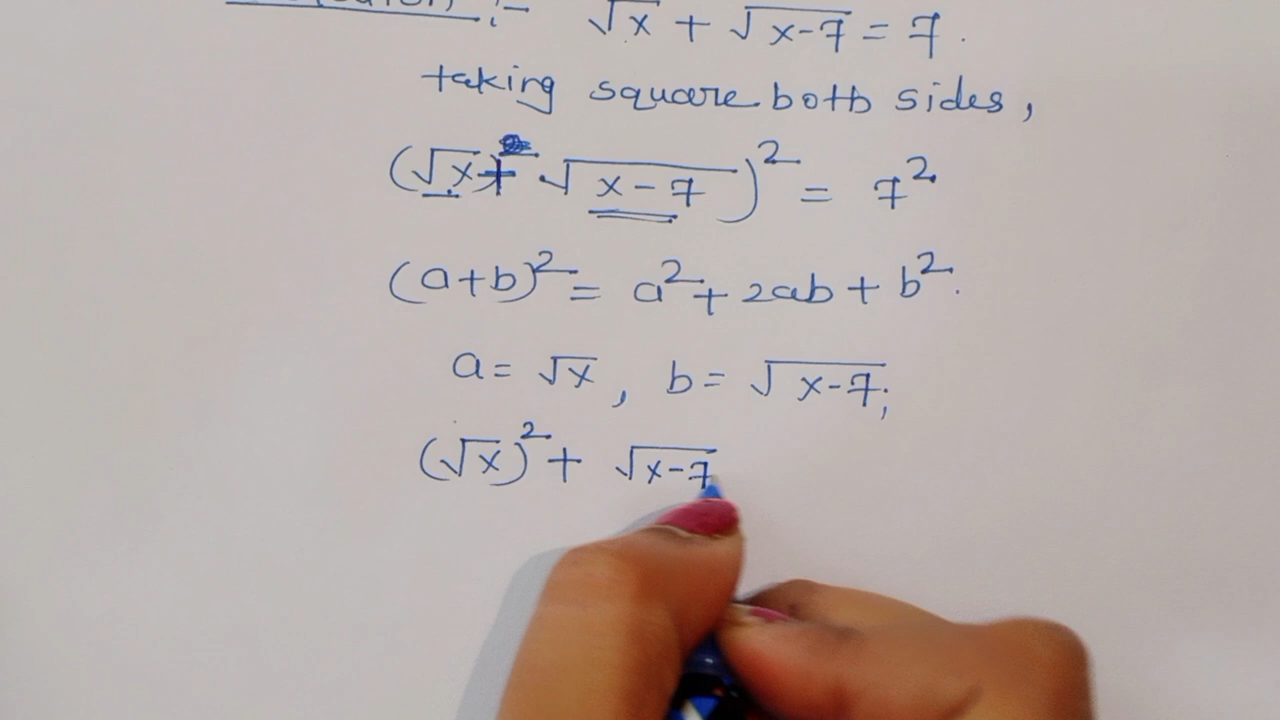 :- √x + √x-7 = 7.
taking square both sides,
(√x + √x-7)² = 7²
(a+b)² = a² + 2ab + b².
a = √x, b = √x-7;
(√x)² + √x-7